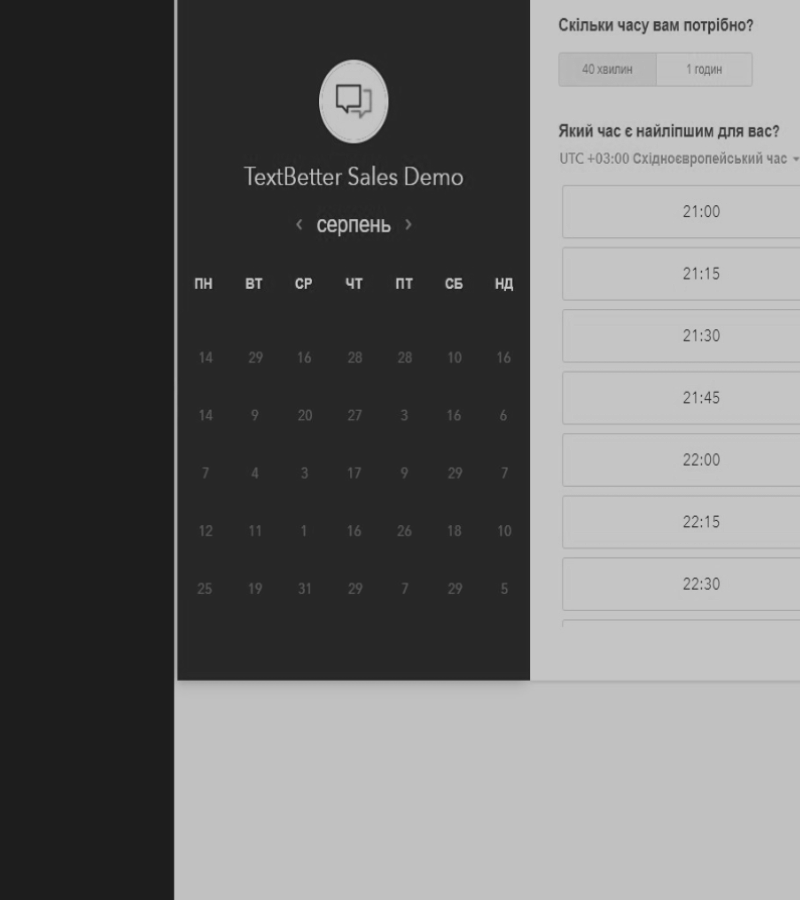 TextBetter Sales Demo
‹ серпень ›
ПН ВТ СР ЧТ ПТ СБ НД
14 29 16 28 28 10 16
14 9 20 27 3 16 6
7 4 3 17 9 29 7
12 11 1 16 26 18 10
25 19 31 29 7 29 5
Скільки часу вам потрібно?
40 хвилин 1 годин
Який час є найліпшим для вас?
UTC +03:00 Східноєвропейський час
21:00
21:15
21:30
21:45
22:00
22:15
22:30